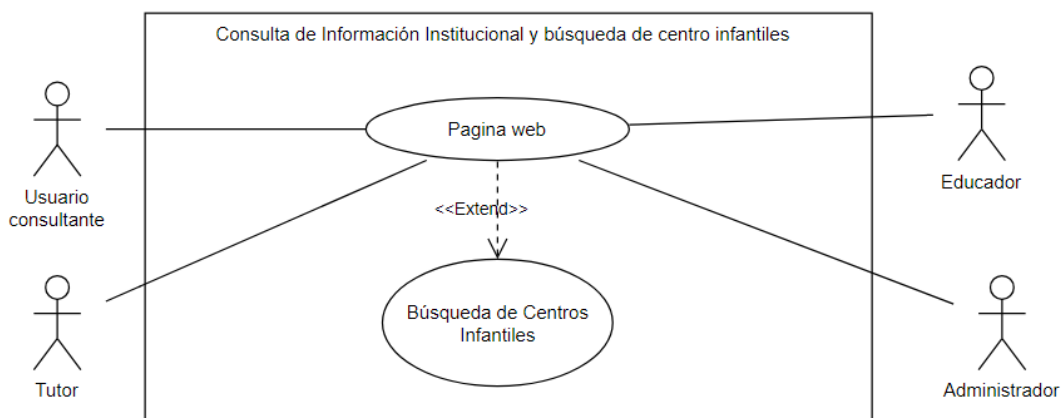 Consulta de Información Institucional y búsqueda de centro infantiles
Pagina web
Usuario
consultante
Educador
<<Extend>>
Búsqueda de Centros
Infantiles
Tutor
Administrador